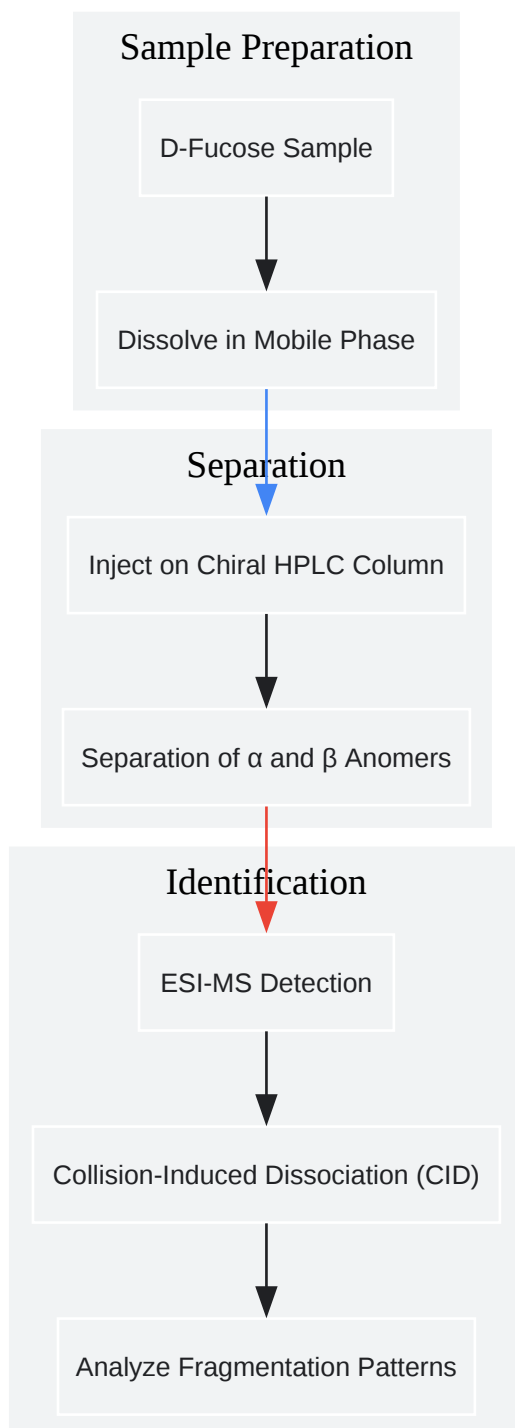 Sample Preparation
D-Fucose Sample
Dissolve in Mobile Phase
Separation
Inject on Chiral HPLC Column
Separation of α and β Anomers
Identification
ESI-MS Detection
Collision-Induced Dissociation (CID)
Analyze Fragmentation Patterns